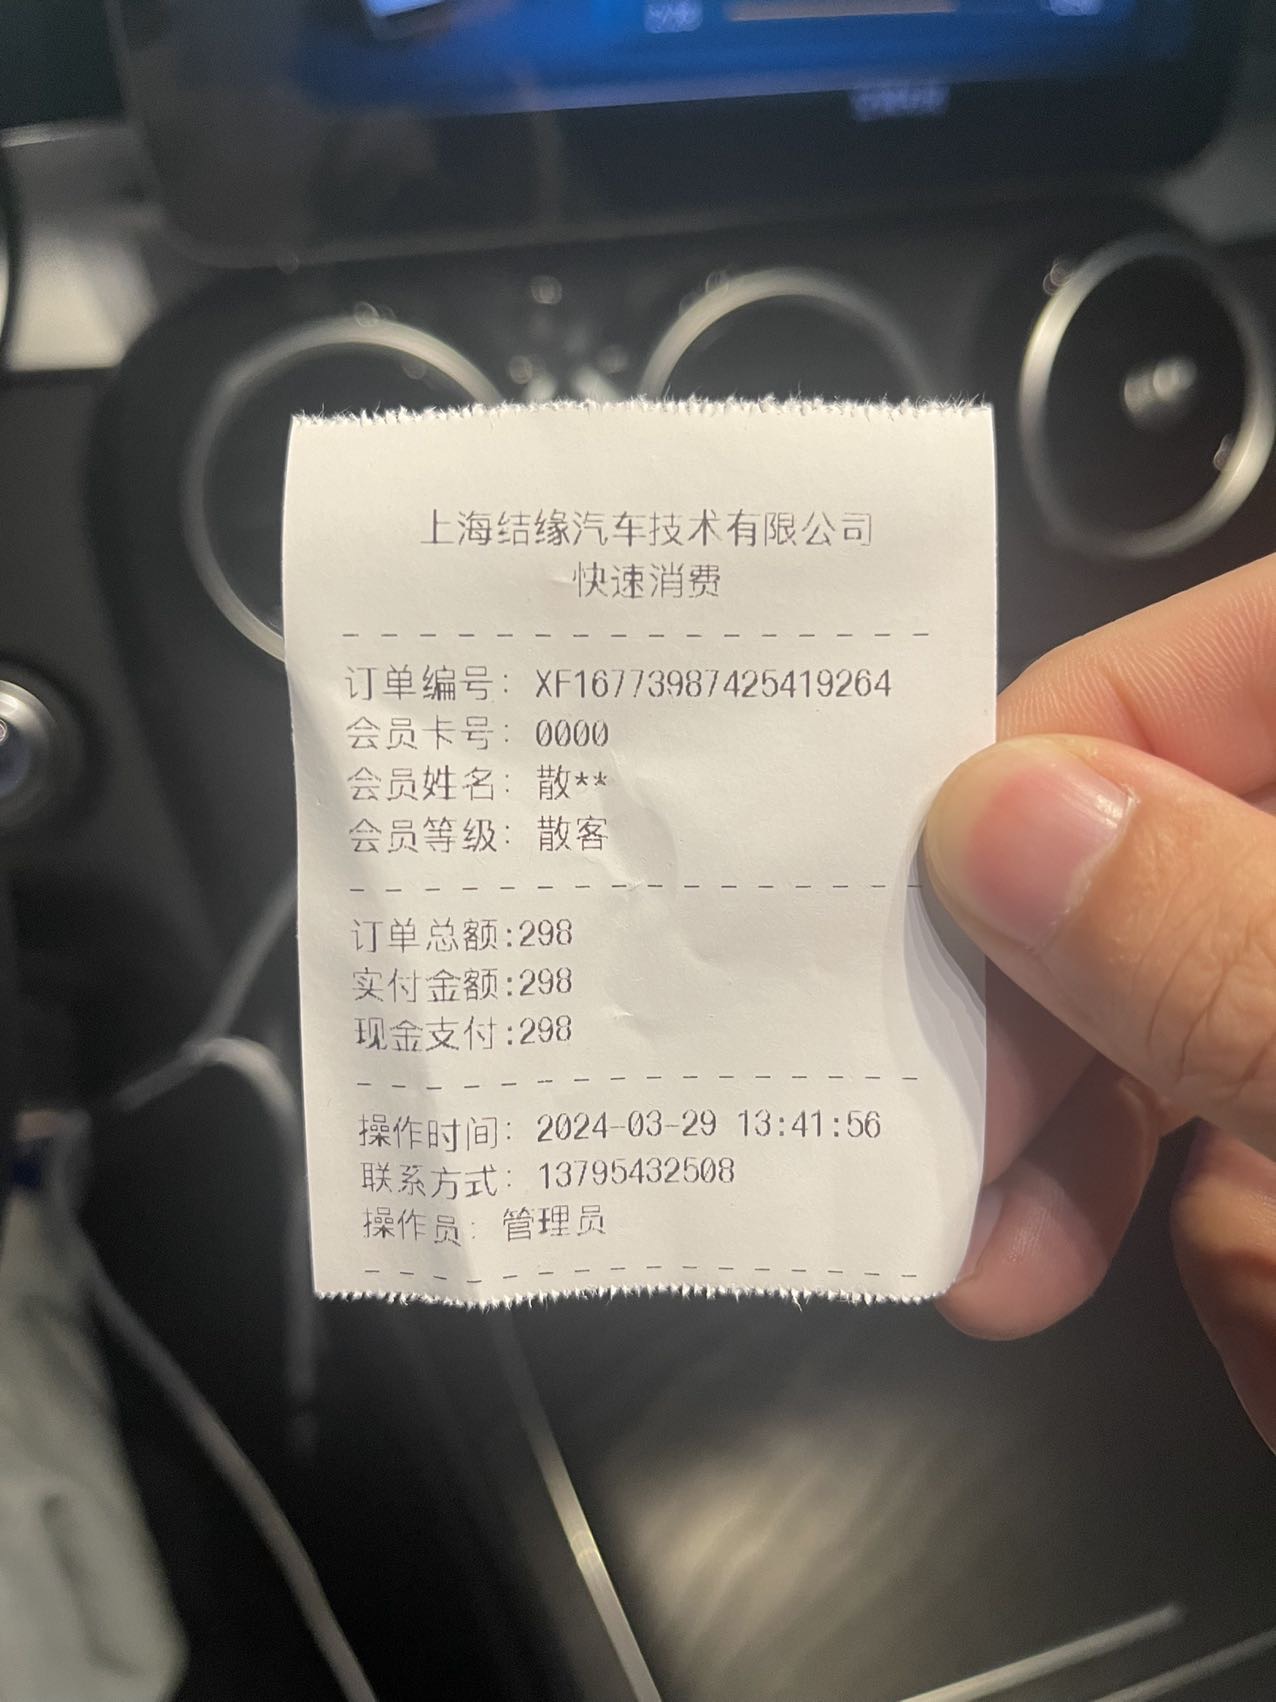 上海结缘汽车技术有限公司
快速消费
订单编号: XF16773987425419264
会员卡号: 0000
会员姓名: 散**
会员等级: 散客
订单总额:298
实付金额:298
现金支付:298
操作时间: 2024-03-29 13:41:56
联系方式: 13795432508
操作员: 管理员